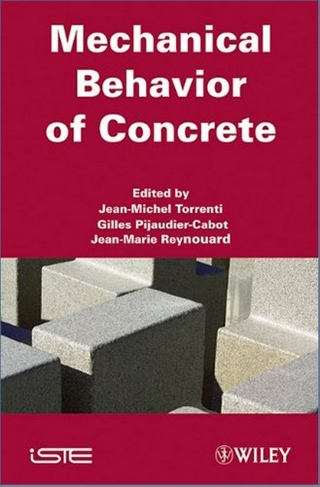 Mechanical
Behavior
of Concrete
Edited by
Jean-Michel Torrenti
Gilles Pijaudier-Cabot
Jean-Marie Reynouard
iSTE
WILEY